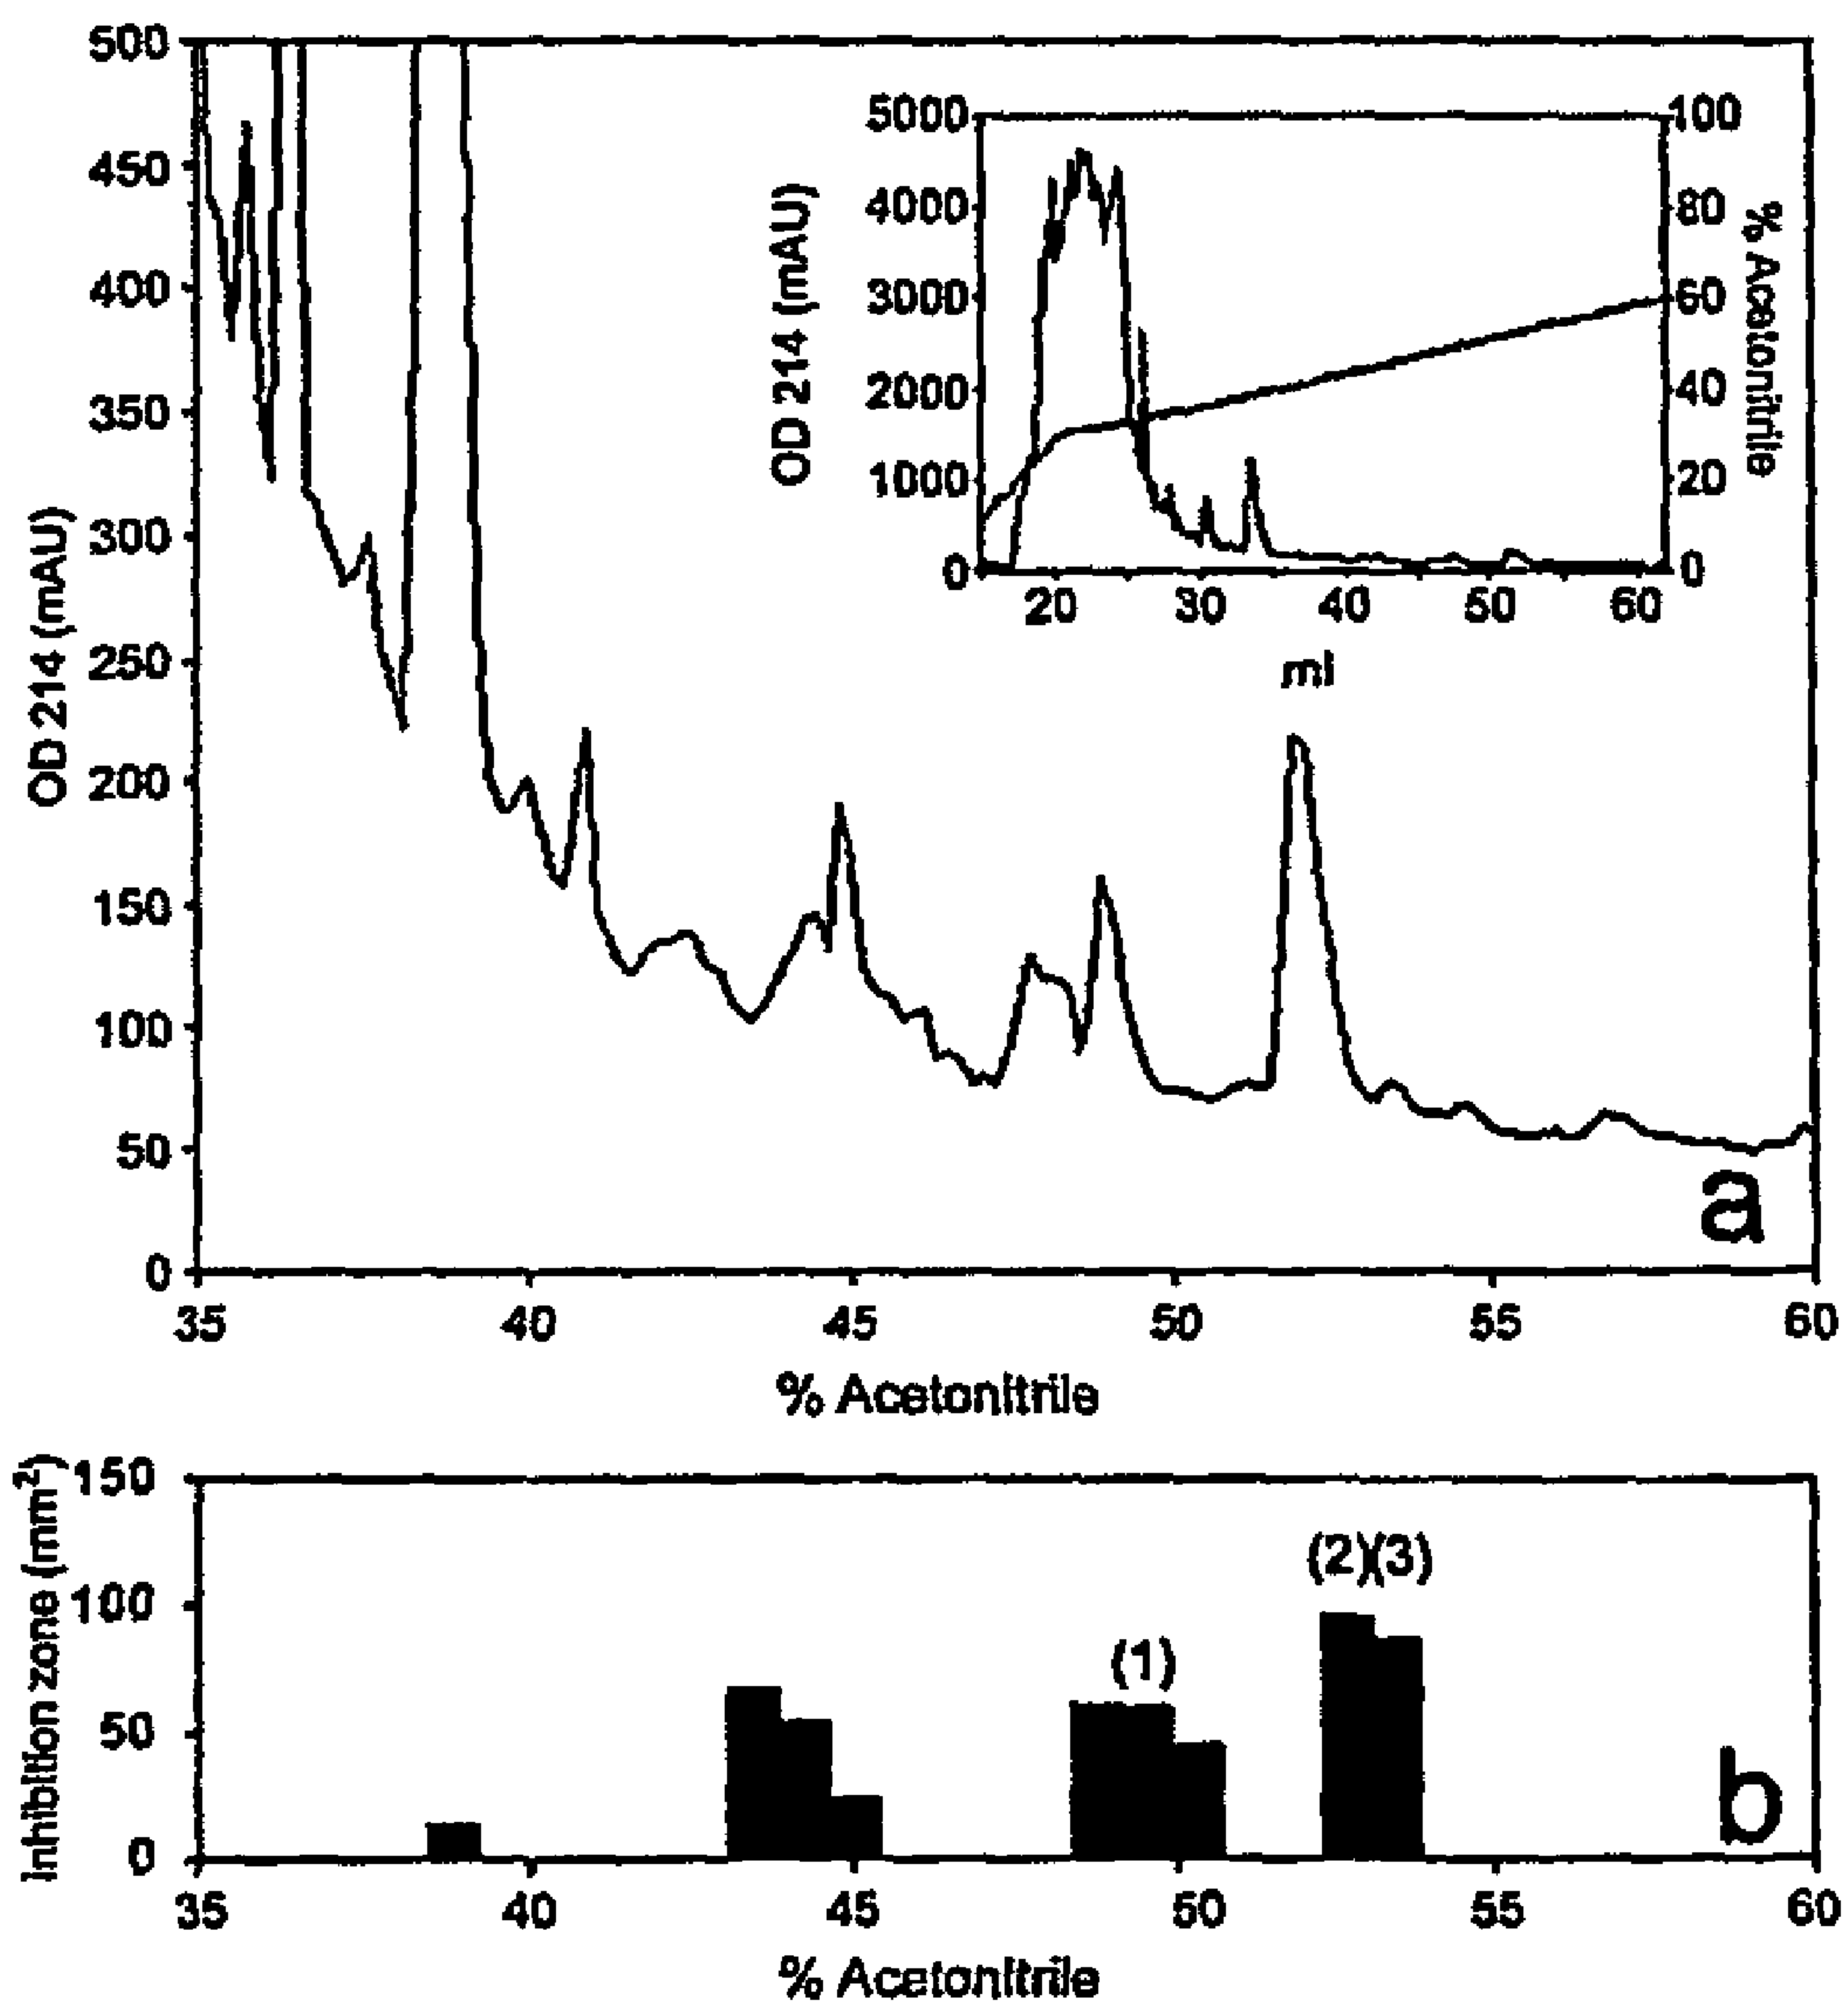 500
450
400
350
300
250
200
150
100
50
0
OD 214 (mAU)
35 40 45 50 55 60
% Acetonitrile
5000
4000
3000
2000
1000
0
OD 214 (mAU)
100
80
60
40
20
0
% Acetonitrile
20 30 40 50 60
ml
a
150
100
50
0
Inhibition zone (mm²)
(1)
(2)(3)
b
35 40 45 50 55 60
% Acetonitrile